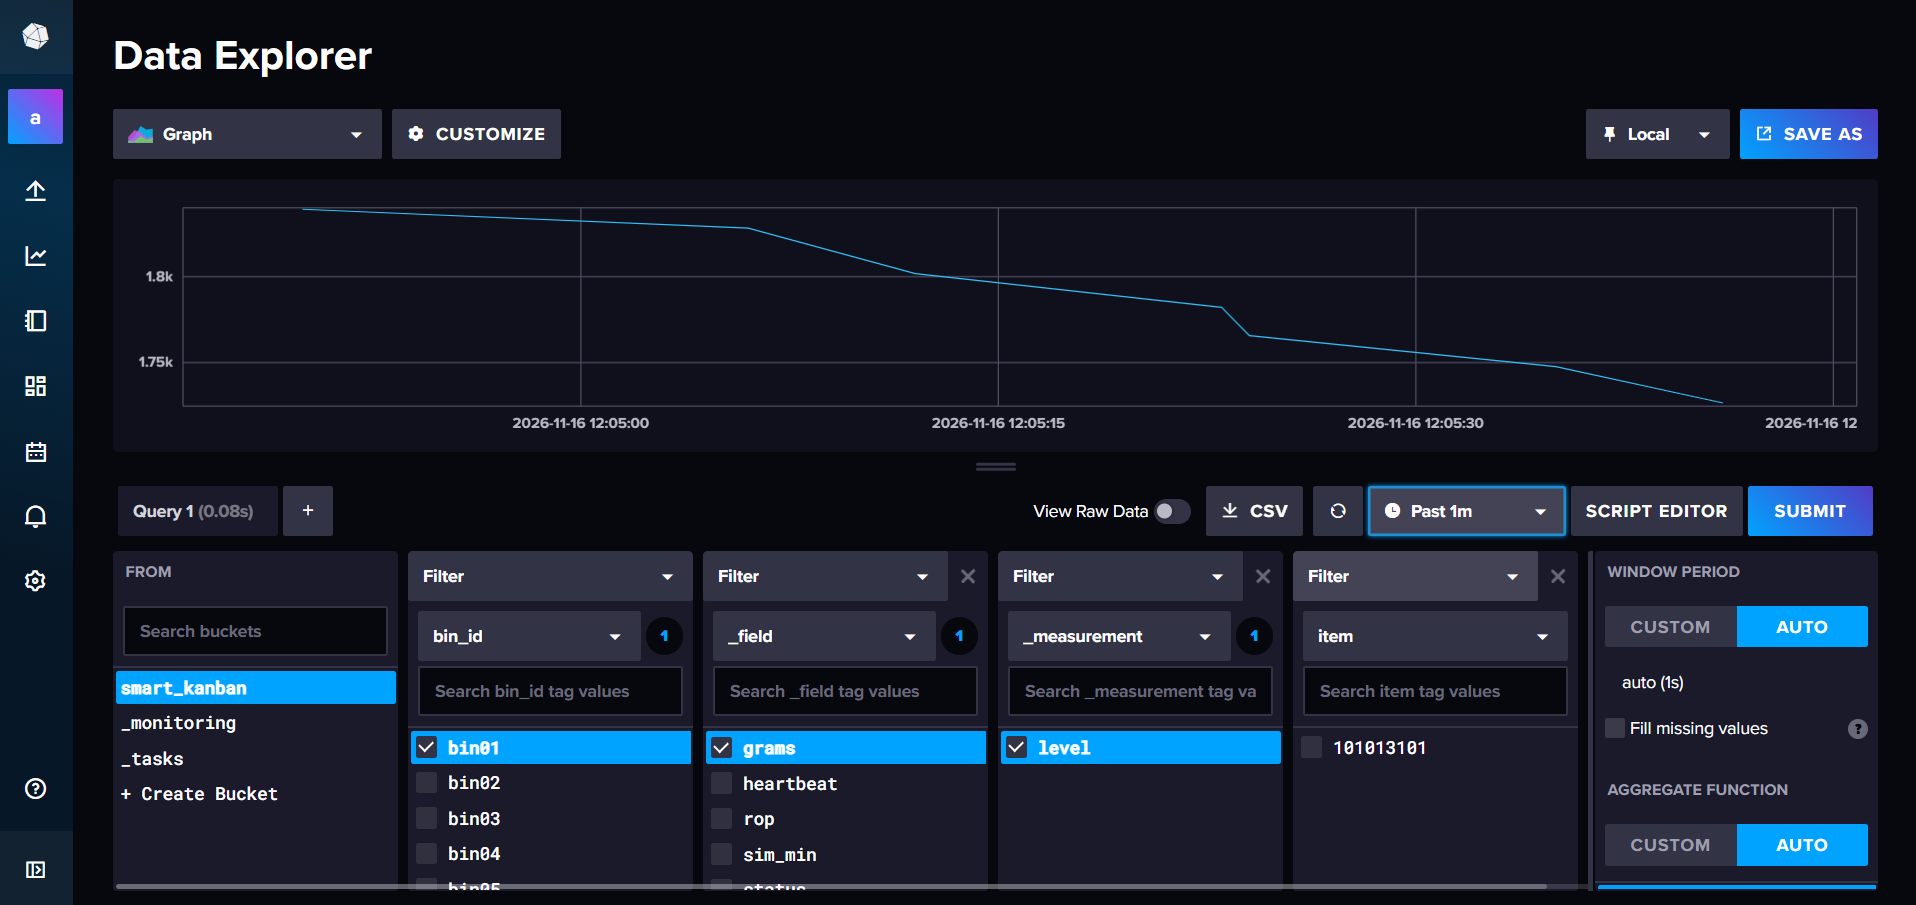 Data Explorer
a
Graph
CUSTOMIZE
Local
SAVE AS
1.8k
1.75k
2026-11-16 12:05:00
2026-11-16 12:05:15
2026-11-16 12:05:30
2026-11-16 12
Query 1 (0.08s)
+
View Raw Data
CSV
Past 1m
SCRIPT EDITOR
SUBMIT
FROM
Search buckets
smart_kanban
_monitoring
_tasks
+ Create Bucket
Filter
bin_id
1
Search bin_id tag values
bin01
bin02
bin03
bin04
bin05
Filter
_field
1
Search _field tag values
grams
heartbeat
rop
sim_min
status
Filter
_measurement
1
Search _measurement tag va
level
Filter
item
Search item tag values
101013101
WINDOW PERIOD
CUSTOM
AUTO
auto (1s)
Fill missing values
?
AGGREGATE FUNCTION
CUSTOM
AUTO